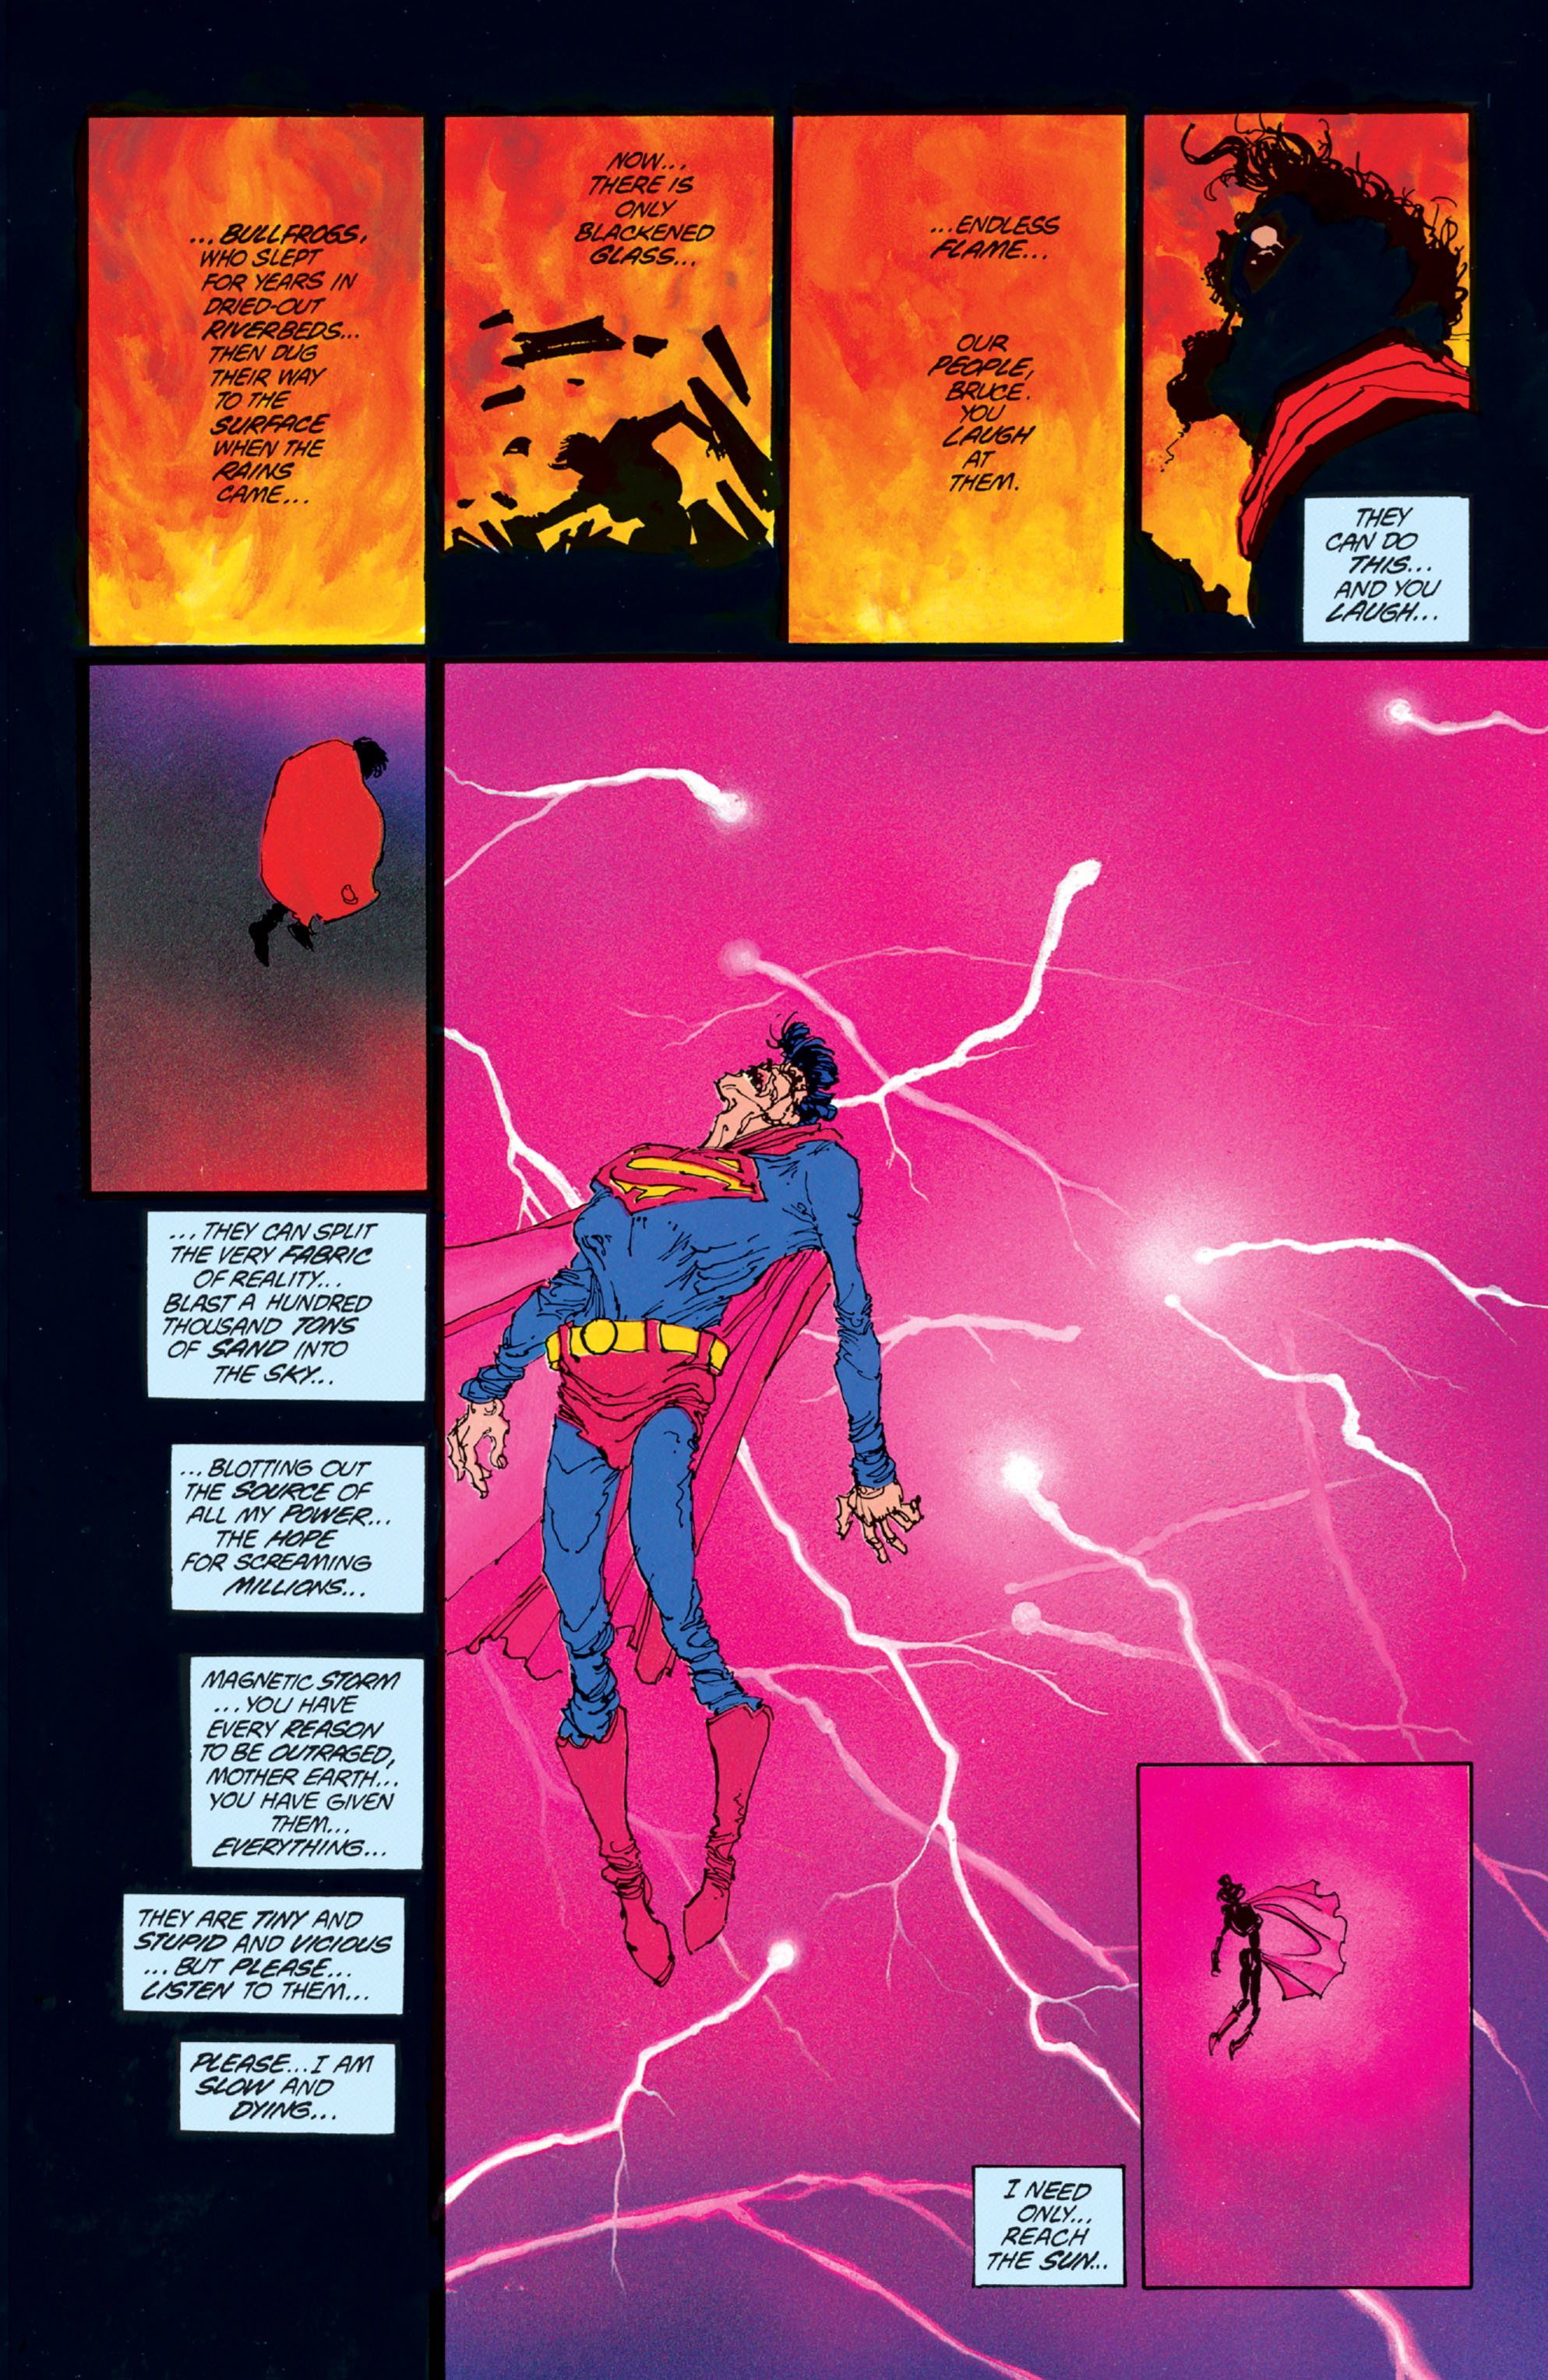 ...BULLFROGS,
WHO SLEPT
FOR YEARS IN
DRIED-OUT
RIVERBEDS...
THEN DUG
THEIR WAY
TO THE
SURFACE
WHEN THE
RAINS
CAME...
NOW...
THERE IS
ONLY
BLACKENED
GLASS...
...ENDLESS
FLAME...
OUR
PEOPLE,
BRUCE.
YOU
LAUGH
AT
THEM.
THEY
CAN DO
THIS...
AND YOU
LAUGH...
...THEY CAN SPLIT
THE VERY FABRIC
OF REALITY...
BLAST A HUNDRED
THOUSAND TONS
OF SAND INTO
THE SKY...
...BLOTTING OUT
THE SOURCE OF
ALL MY POWER...
THE HOPE
FOR SCREAMING
MILLIONS...
MAGNETIC STORM
...YOU HAVE
EVERY REASON
TO BE OUTRAGED,
MOTHER EARTH...
YOU HAVE GIVEN
THEM...
EVERYTHING...
THEY ARE TINY AND
STUPID AND VICIOUS
...BUT PLEASE...
LISTEN TO THEM...
PLEASE...I AM
SLOW AND
DYING...
I NEED
ONLY...
REACH
THE SUN...